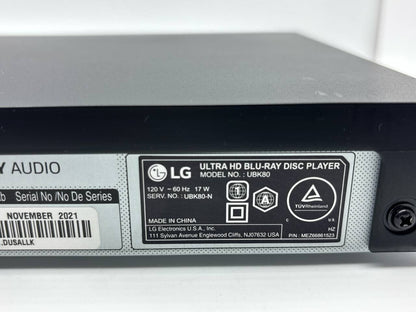 Y AUDIO
Serial No /No De Series
NOVEMBER 2021
.DUSALLK
LG
ULTRA HD BLU-RAY DISC PLAYER
MODEL NO. : UBK80
120 V ~ 60 Hz 17 W
SERV. NO. : UBK80-N
MADE IN CHINA
LG Electronics U.S.A., Inc.
111 Sylvan Avenue Englewood Cliffs, NJ07632 USA
A
TÜVRheinland
C US
HZ
P/N : MEZ66861823